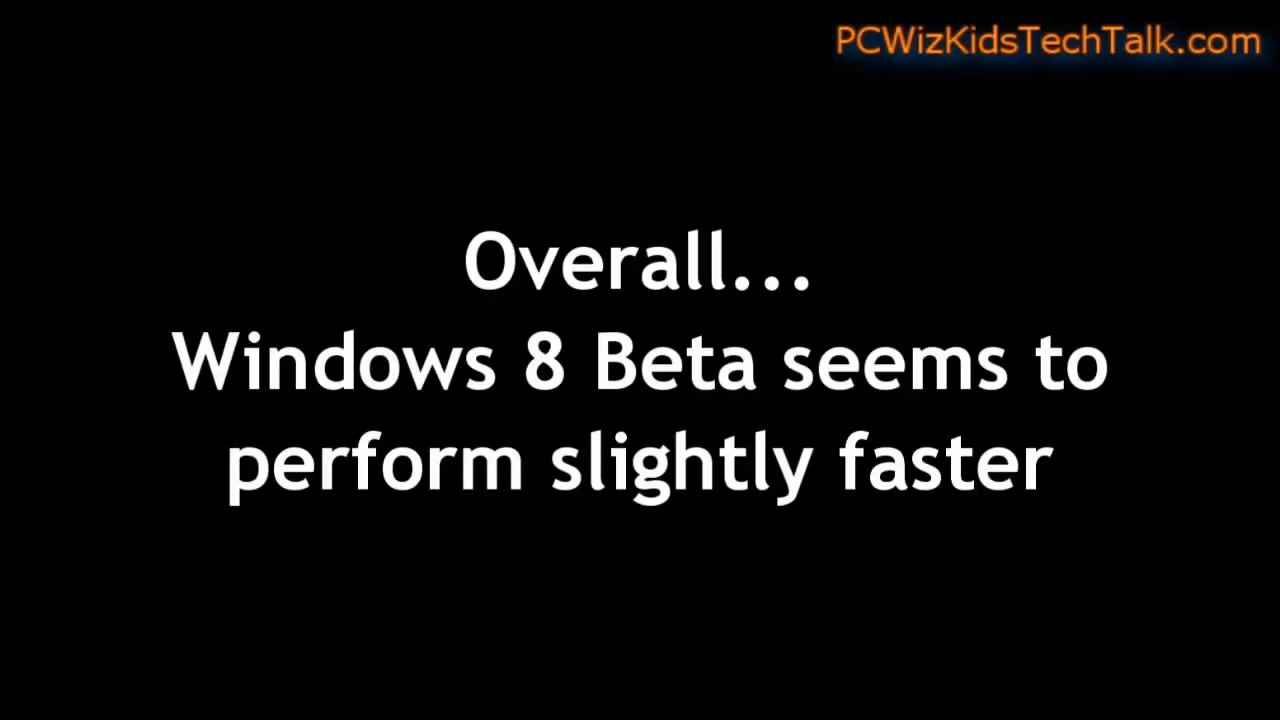 PCWizKidsTechTalk.com
Overall...
Windows 8 Beta seems to
perform slightly faster